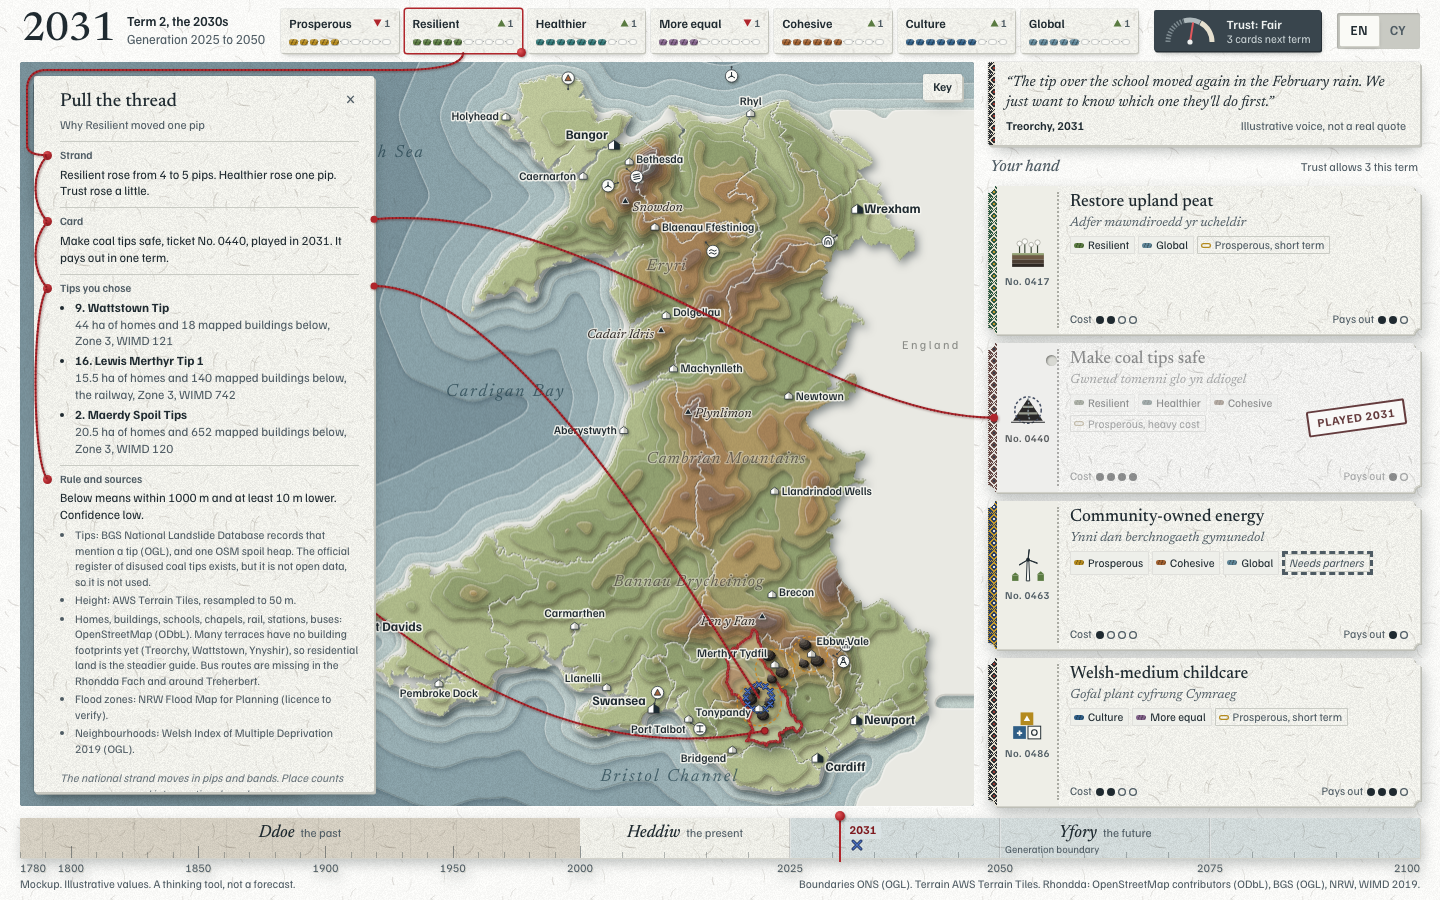 2031
Term 2, the 2030s
Generation 2025 to 2050
Prosperous 1
Resilient 1
Healthier 1
More equal 1
Cohesive 1
Culture 1
Global 1
Trust: Fair
3 cards next term
EN CY
Pull the thread
×
Why Resilient moved one pip
Strand
Resilient rose from 4 to 5 pips. Healthier rose one pip.
Trust rose a little.
Card
Make coal tips safe, ticket No. 0440, played in 2031. It
pays out in one term.
Tips you chose
• 9. Wattstown Tip
44 ha of homes and 18 mapped buildings below,
Zone 3, WIMD 121
• 16. Lewis Merthyr Tip 1
15.5 ha of homes and 140 mapped buildings below,
the railway, Zone 3, WIMD 742
• 2. Maerdy Spoil Tips
20.5 ha of homes and 652 mapped buildings below,
Zone 3, WIMD 120
Rule and sources
Below means within 1000 m and at least 10 m lower.
Confidence low.
• Tips: BGS National Landslide Database records that
mention a tip (OGL), and one OSM spoil heap. The official
register of disused coal tips exists, but it is not open data,
so it is not used.
• Height: AWS Terrain Tiles, resampled to 50 m.
• Homes, buildings, schools, chapels, rail, stations, buses:
OpenStreetMap (ODbL). Many terraces have no building
footprints yet (Treorchy, Wattstown, Ynyshir), so residential
land is the steadier guide. Bus routes are missing in the
Rhondda Fach and around Treherbert.
• Flood zones: NRW Flood Map for Planning (licence to
verify).
• Neighbourhoods: Welsh Index of Multiple Deprivation
2019 (OGL).
The national strand moves in pips and bands. Place counts
Key
h Sea
Holyhead
Rhyl
Bangor
Bethesda
Caernarfon
Snowdon
Wrexham
Blaenau Ffestiniog
Eryri
Dolgellau
Cadair Idris
England
Machynlleth
Cardigan Bay
Newtown
Plynlimon
Aberystwyth
Cambrian Mountains
Llandrindod Wells
Bannau Brycheiniog
Brecon
Carmarthen
Pen y Fan
t Davids
Ebbw Vale
Merthyr Tydfil
Llanelli
Pembroke Dock
Swansea
Tonypandy
Newport
Port Talbot
Bridgend
Cardiff
Bristol Channel
“The tip over the school moved again in the February rain. We
just want to know which one they'll do first.”
Treorchy, 2031 Illustrative voice, not a real quote
Your hand Trust allows 3 this term
Restore upland peat
Adfer mawndiroedd yr ucheldir
Resilient Global Prosperous, short term
No. 0417
Cost Pays out
Make coal tips safe
Gwneud tomenni glo yn ddiogel
Resilient Healthier Cohesive
Prosperous, heavy cost
PLAYED 2031
No. 0440
Cost Pays out
Community-owned energy
Ynni dan berchnogaeth gymunedol
Prosperous Cohesive Global Needs partners
No. 0463
Cost Pays out
Welsh-medium childcare
Gofal plant cyfrwng Cymraeg
Culture More equal Prosperous, short term
No. 0486
Cost Pays out
Ddoe the past
Heddiw the present
2031
Yfory the future
Generation boundary
1780 1800 1850 1900 1950 2000 2025 2050 2075 2100
Mockup. Illustrative values. A thinking tool, not a forecast.
Boundaries ONS (OGL). Terrain AWS Terrain Tiles. Rhondda: OpenStreetMap contributors (ODbL), BGS (OGL), NRW, WIMD 2019.